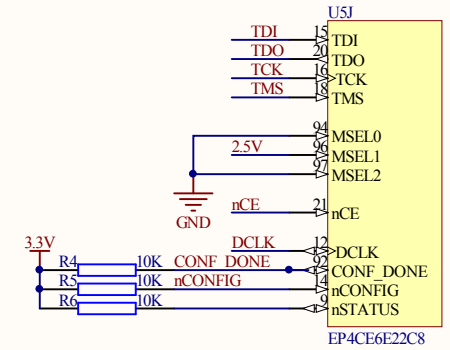 U5J
TDI 15 TDI
TDO 20 TDO
TCK 16 TCK
TMS 18 TMS
94 MSEL0
2.5V 96 MSEL1
97 MSEL2
GND
nCE 21 nCE
3.3V
DCLK 12 DCLK
R4 10K CONF_DONE 92 CONF_DONE
R5 10K nCONFIG 14 nCONFIG
R6 10K 9 nSTATUS
EP4CE6E22C8